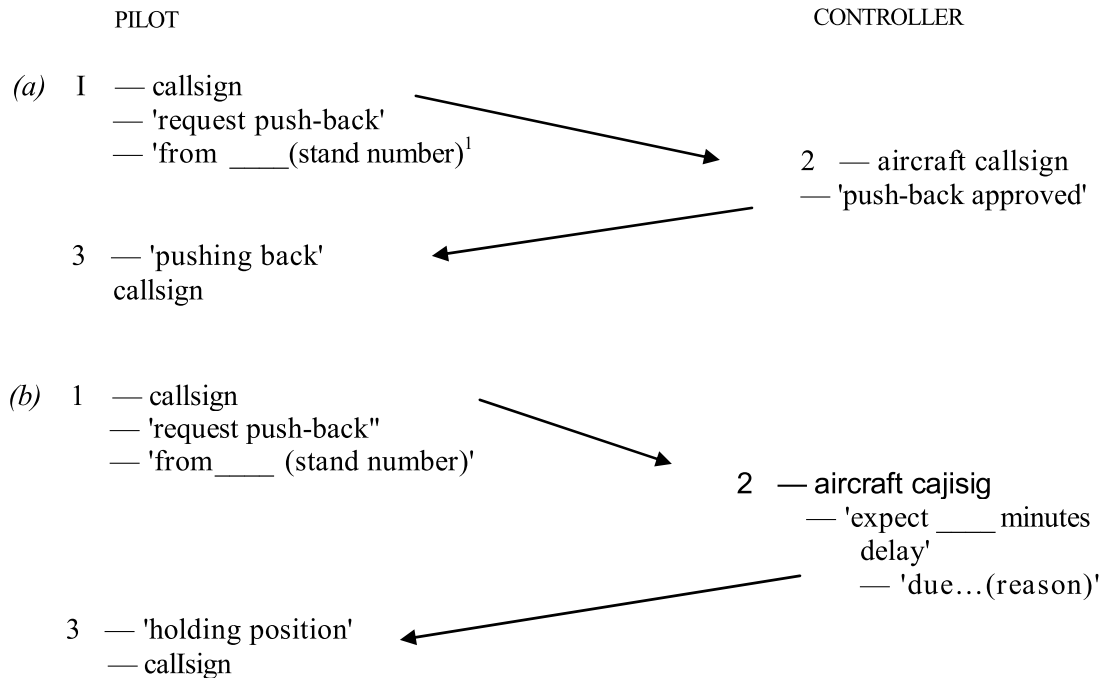 PILOT CONTROLLER
(a) I — callsign
— 'request push-back'
— 'from ____(stand number)1
2 — aircraft callsign
— 'push-back approved'
3 — 'pushing back'
callsign
(b) 1 — callsign
— 'request push-back"
— 'from____ (stand number)'
2 — aircraft cajisig
— 'expect ____ minutes
delay'
— 'due…(reason)'
3 — 'holding position'
— calIsign